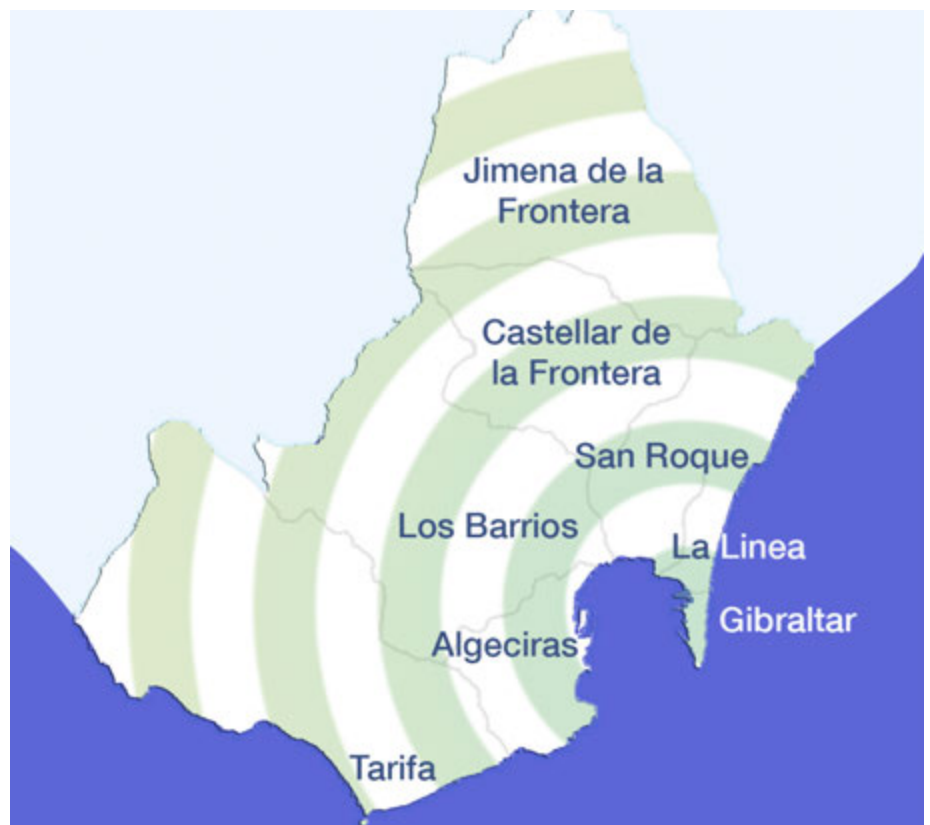 Jimena de la
Frontera
Castellar de
la Frontera
San Roque
Los Barrios
La Linea
Gibraltar
Algeciras
Tarifa